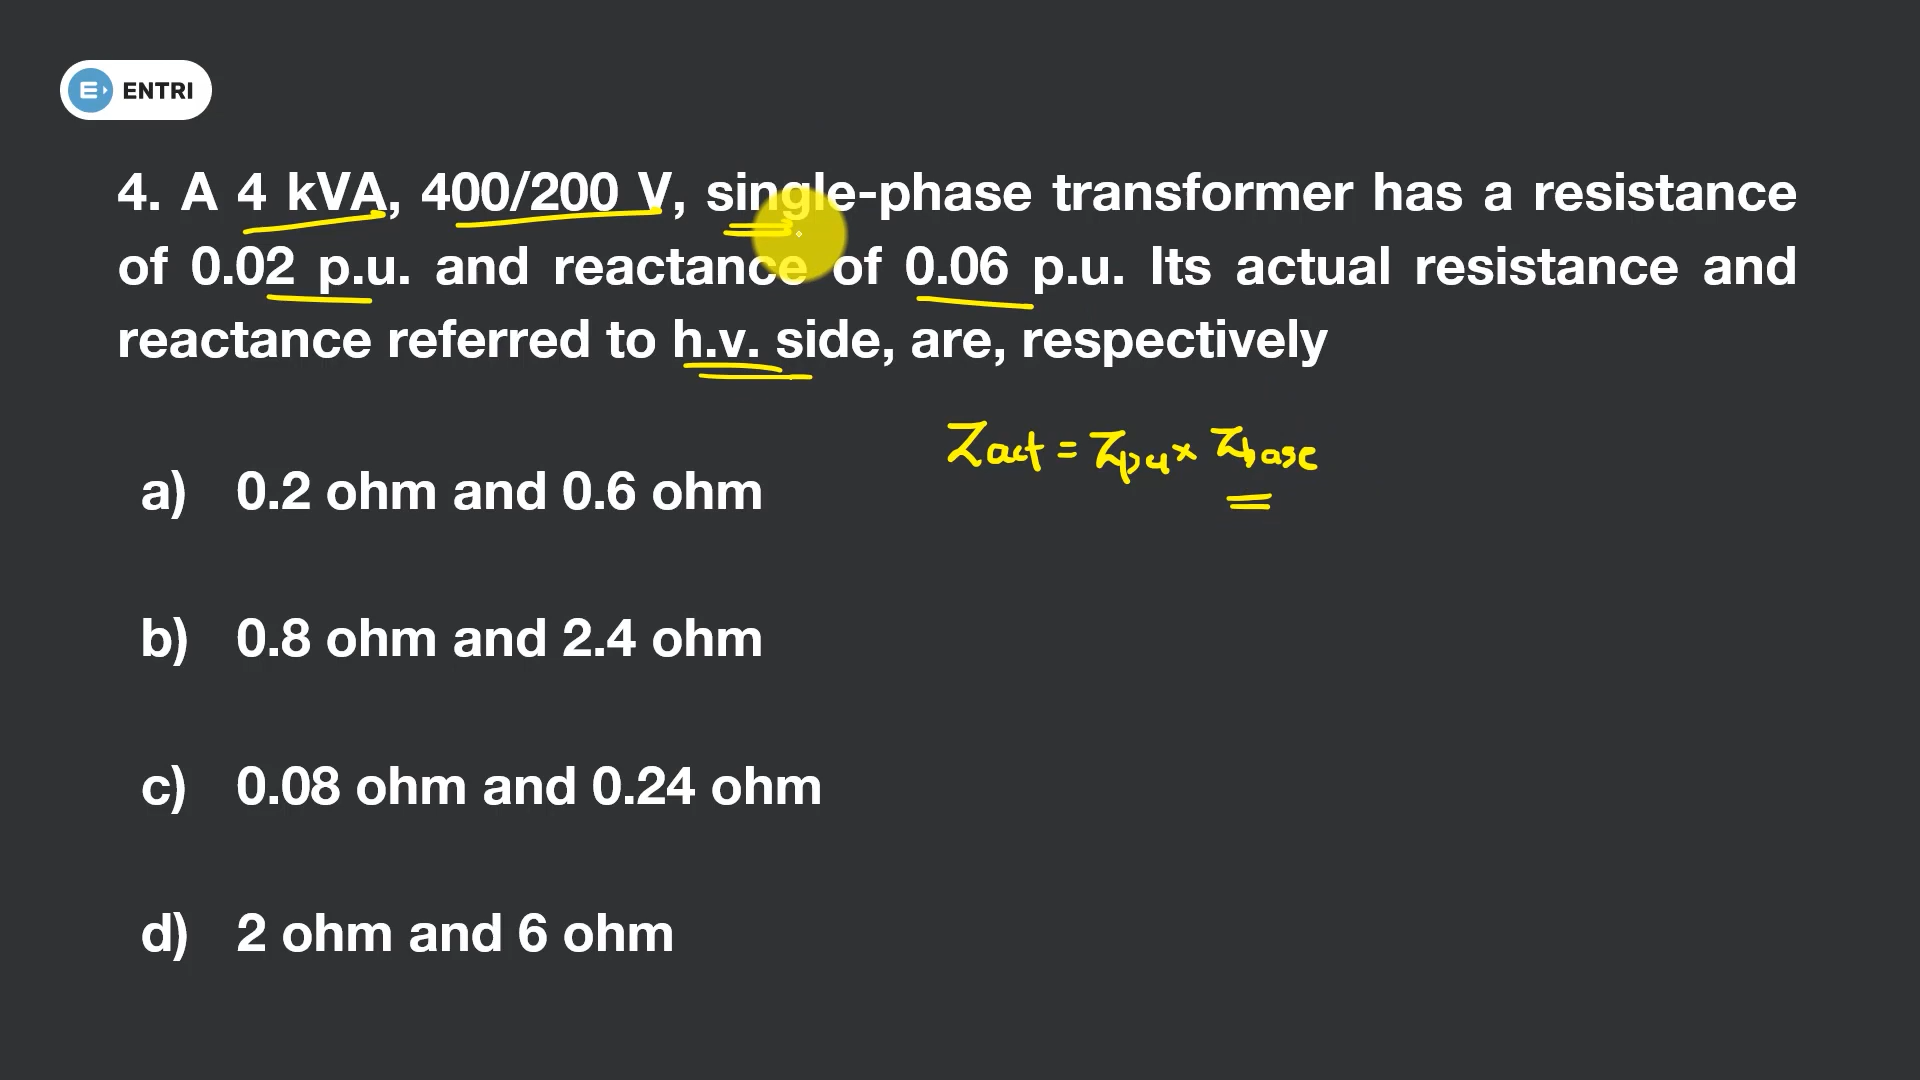 ENTRI
4. A 4 kVA, 400/200 V, single-phase transformer has a resistance
of 0.02 p.u. and reactance of 0.06 p.u. Its actual resistance and
reactance referred to h.v. side, are, respectively
Zact = Zpu x Zbase
a) 0.2 ohm and 0.6 ohm
b) 0.8 ohm and 2.4 ohm
c) 0.08 ohm and 0.24 ohm
d) 2 ohm and 6 ohm